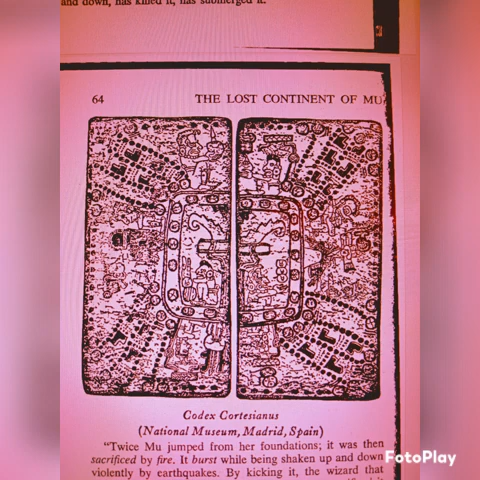 and down, has killed it, has submerged it.
64 THE LOST CONTINENT OF MU
Codex Cortesianus
(National Museum, Madrid, Spain)
"Twice Mu jumped from her foundations; it was then
sacrificed by fire. It burst while being shaken up and down
violently by earthquakes. By kicking it, the wizard that
FotoPlay